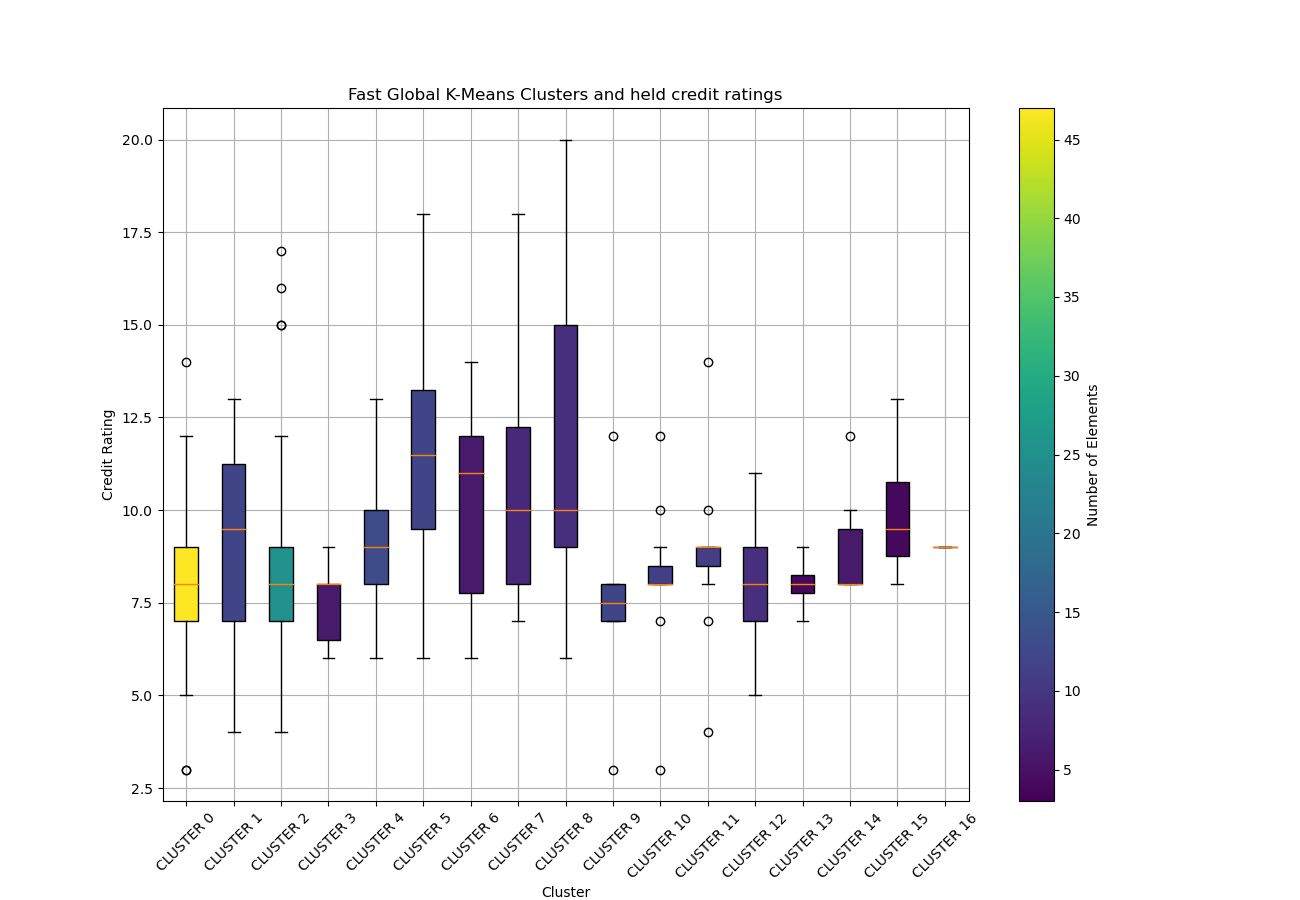 Fast Global K-Means Clusters and held credit ratings
20.0
17.5
15.0
12.5
10.0
7.5
5.0
2.5
Credit Rating
CLUSTER 0
CLUSTER 1
CLUSTER 2
CLUSTER 3
CLUSTER 4
CLUSTER 5
CLUSTER 6
CLUSTER 7
CLUSTER 8
CLUSTER 9
CLUSTER 10
CLUSTER 11
CLUSTER 12
CLUSTER 13
CLUSTER 14
CLUSTER 15
CLUSTER 16
Cluster
45
40
35
30
25
20
15
10
5
Number of Elements